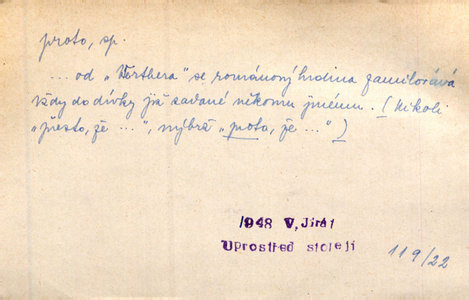 proto, sp.
... od „Werthera" se románový hrdina zamilovává
vždy do dívky již zadané někomu jinému. (Nikoli
„přesto, že ...", nýbrž „proto, že ...")
1948 V. Jirát
Uprostřed století
119/22